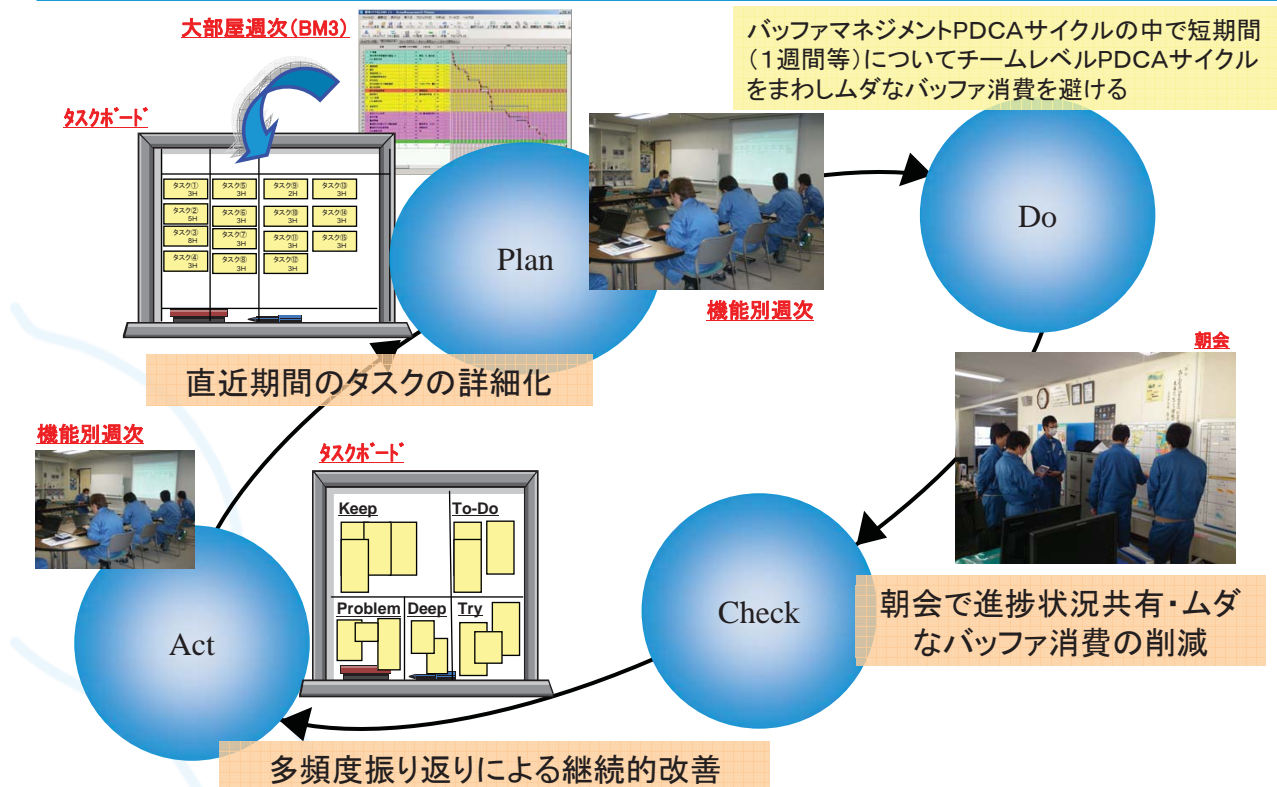 大部屋週次(BM3)
バッファマネジメントPDCAサイクルの中で短期間
(1週間等)についてチームレベルPDCAサイクル
をまわしムダなバッファ消費を避ける
タスクボード
タスク①
3H
タスク⑤
3H
タスク⑨
2H
タスク⑬
3H
タスク②
5H
タスク⑥
3H
タスク⑩
3H
タスク⑭
3H
タスク③
8H
タスク⑦
3H
タスク⑪
3H
タスク⑮
3H
タスク④
3H
タスク⑧
3H
タスク⑫
3H
Plan
Do
機能別週次
朝会
直近期間のタスクの詳細化
機能別週次
タスクボード
Keep
To-Do
Problem
Deep
Try
Act
Check
朝会で進捗状況共有・ムダ
なバッファ消費の削減
多頻度振り返りによる継続的改善